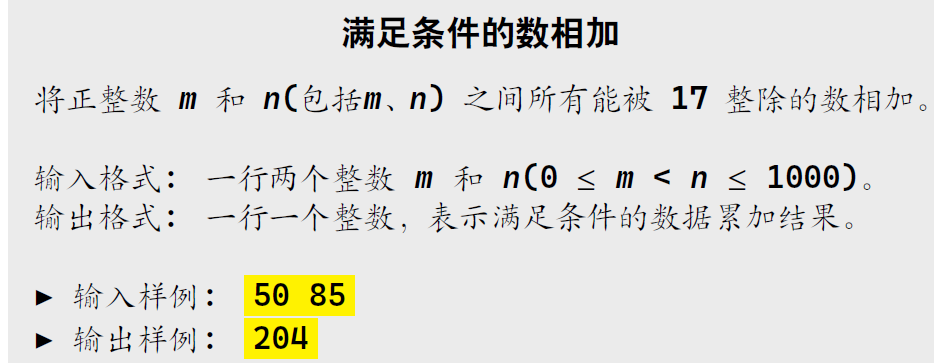 满足条件的数相加
将正整数 m 和 n(包括m、n) 之间所有能被 17 整除的数相加。
输入格式: 一行两个整数 m 和 n(0 ≤ m < n ≤ 1000)。
输出格式: 一行一个整数, 表示满足条件的数据累加结果。
► 输入样例: 50 85
► 输出样例: 204